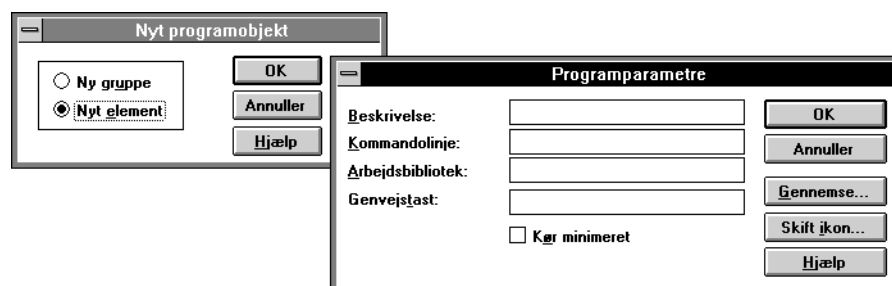 Nyt programobjekt
Ny gruppe
Nyt element
OK
Annuller
Hjælp
Programparametre
Beskrivelse:
Kommandolinje:
Arbejdsbibliotek:
Genvejstast:
Kør minimeret
OK
Annuller
Gennemse...
Skift ikon...
Hjælp